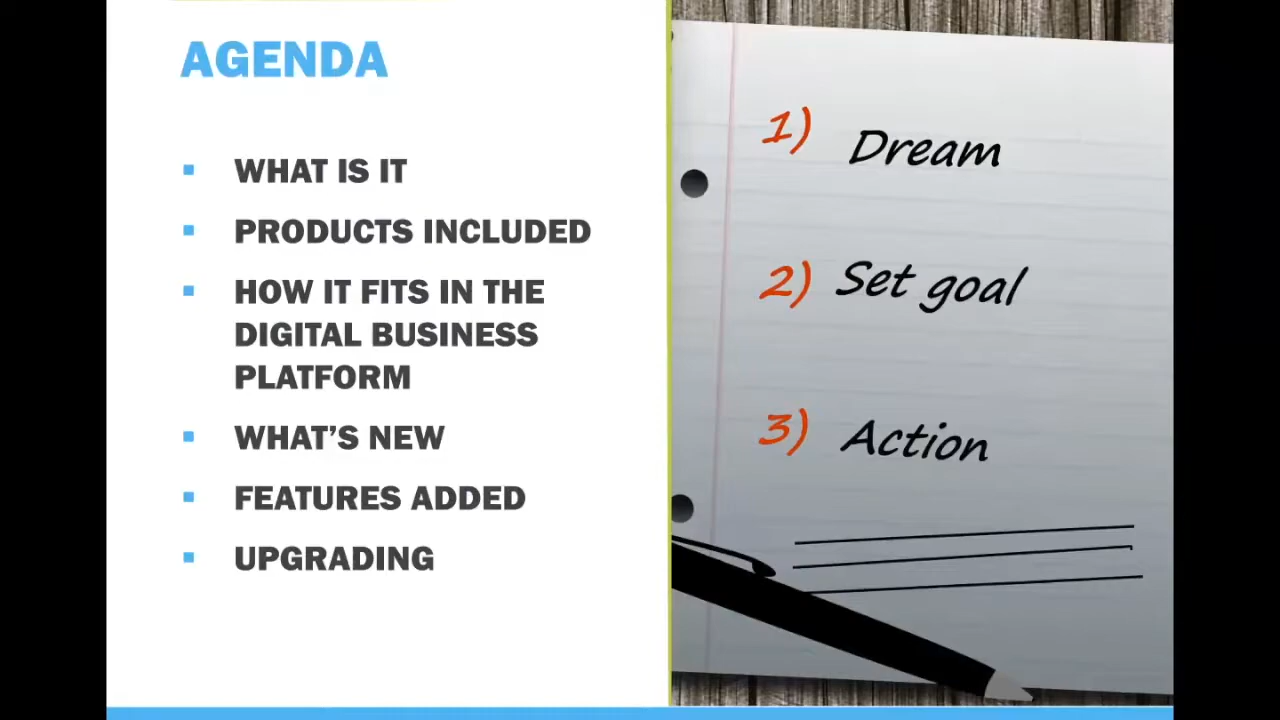 AGENDA
WHAT IS IT
PRODUCTS INCLUDED
HOW IT FITS IN THE
DIGITAL BUSINESS
PLATFORM
WHAT'S NEW
FEATURES ADDED
UPGRADING
1) Dream
2) Set goal
3) Action